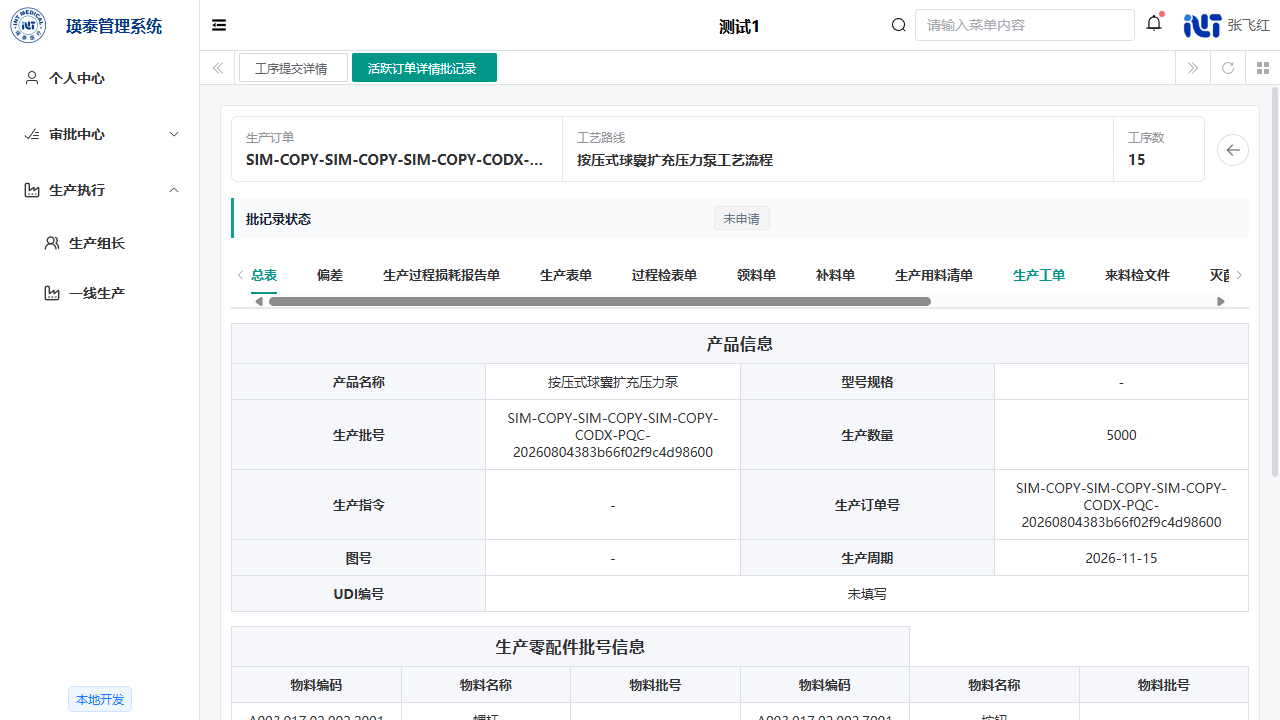 瑛泰管理系统
测试1
请输入菜单内容
张飞红
个人中心
审批中心
生产执行
生产组长
一线生产
本地开发
工序提交详情
活跃订单详情批记录
生产订单
SIM-COPY-SIM-COPY-SIM-COPY-CODX-...
工艺路线
按压式球囊扩充压力泵工艺流程
工序数
15
批记录状态
未申请
总表 偏差 生产过程损耗报告单 生产表单 过程检表单 领料单 补料单 生产用料清单 生产工单 来料检文件
产品信息
产品名称 按压式球囊扩充压力泵 型号规格 -
生产批号
SIM-COPY-SIM-COPY-SIM-COPY-
CODX-PQC-
20260804383b66f02f9c4d98600
生产数量 5000
生产指令 - 生产订单号
SIM-COPY-SIM-COPY-SIM-COPY-
CODX-PQC-
20260804383b66f02f9c4d98600
图号 - 生产周期 2026-11-15
UDI编号 未填写
生产零配件批号信息
物料编码 物料名称 物料批号 物料编码 物料名称 物料批号